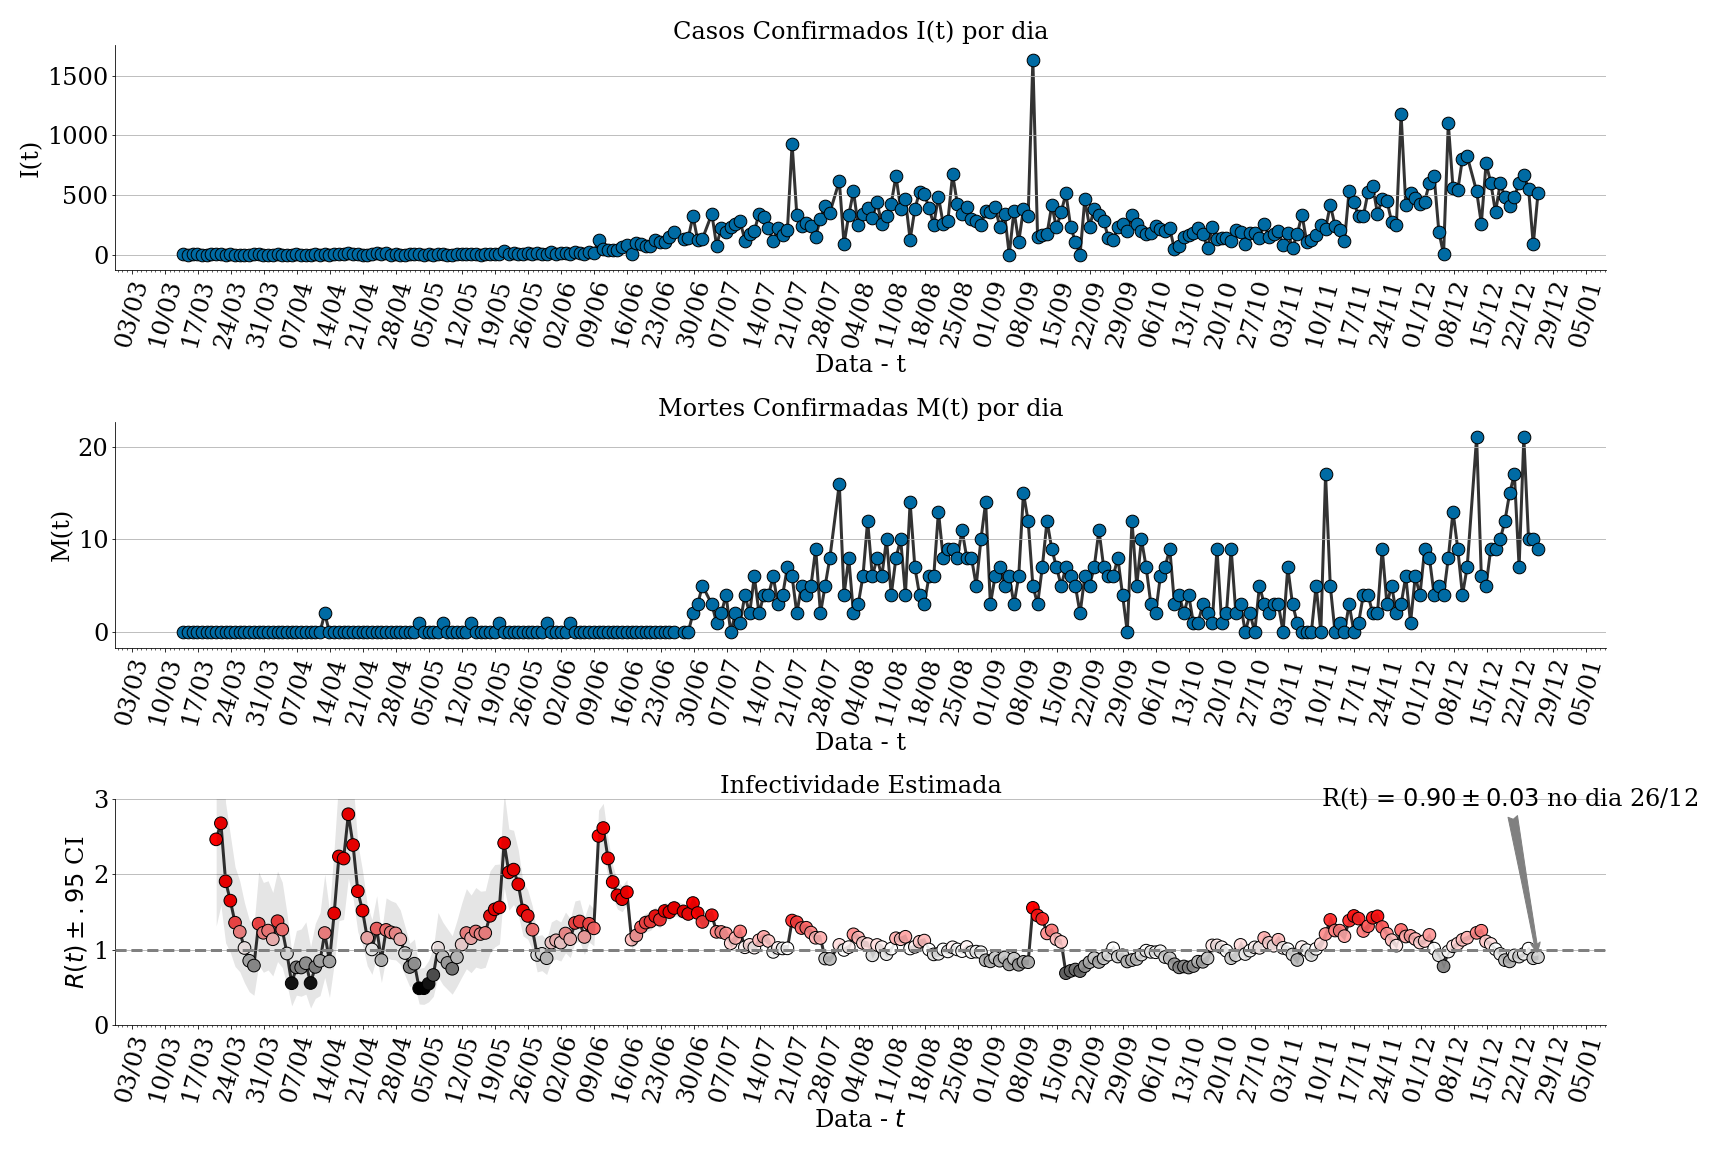 Casos Confirmados I(t) por dia
I(t)
1500
1000
500
0
03/03 10/03 17/03 24/03 31/03 07/04 14/04 21/04 28/04 05/05 12/05 19/05 26/05 02/06 09/06 16/06 23/06 30/06 07/07 14/07 21/07 28/07 04/08 11/08 18/08 25/08 01/09 08/09 15/09 22/09 29/09 06/10 13/10 20/10 27/10 03/11 10/11 17/11 24/11 01/12 08/12 15/12 22/12 29/12 05/01
Data - t
Mortes Confirmadas M(t) por dia
M(t)
20
10
0
03/03 10/03 17/03 24/03 31/03 07/04 14/04 21/04 28/04 05/05 12/05 19/05 26/05 02/06 09/06 16/06 23/06 30/06 07/07 14/07 21/07 28/07 04/08 11/08 18/08 25/08 01/09 08/09 15/09 22/09 29/09 06/10 13/10 20/10 27/10 03/11 10/11 17/11 24/11 01/12 08/12 15/12 22/12 29/12 05/01
Data - t
Infectividade Estimada
R(t) = 0.90 ± 0.03 no dia 26/12
R(t) ± .95 CI
3
2
1
0
03/03 10/03 17/03 24/03 31/03 07/04 14/04 21/04 28/04 05/05 12/05 19/05 26/05 02/06 09/06 16/06 23/06 30/06 07/07 14/07 21/07 28/07 04/08 11/08 18/08 25/08 01/09 08/09 15/09 22/09 29/09 06/10 13/10 20/10 27/10 03/11 10/11 17/11 24/11 01/12 08/12 15/12 22/12 29/12 05/01
Data - t